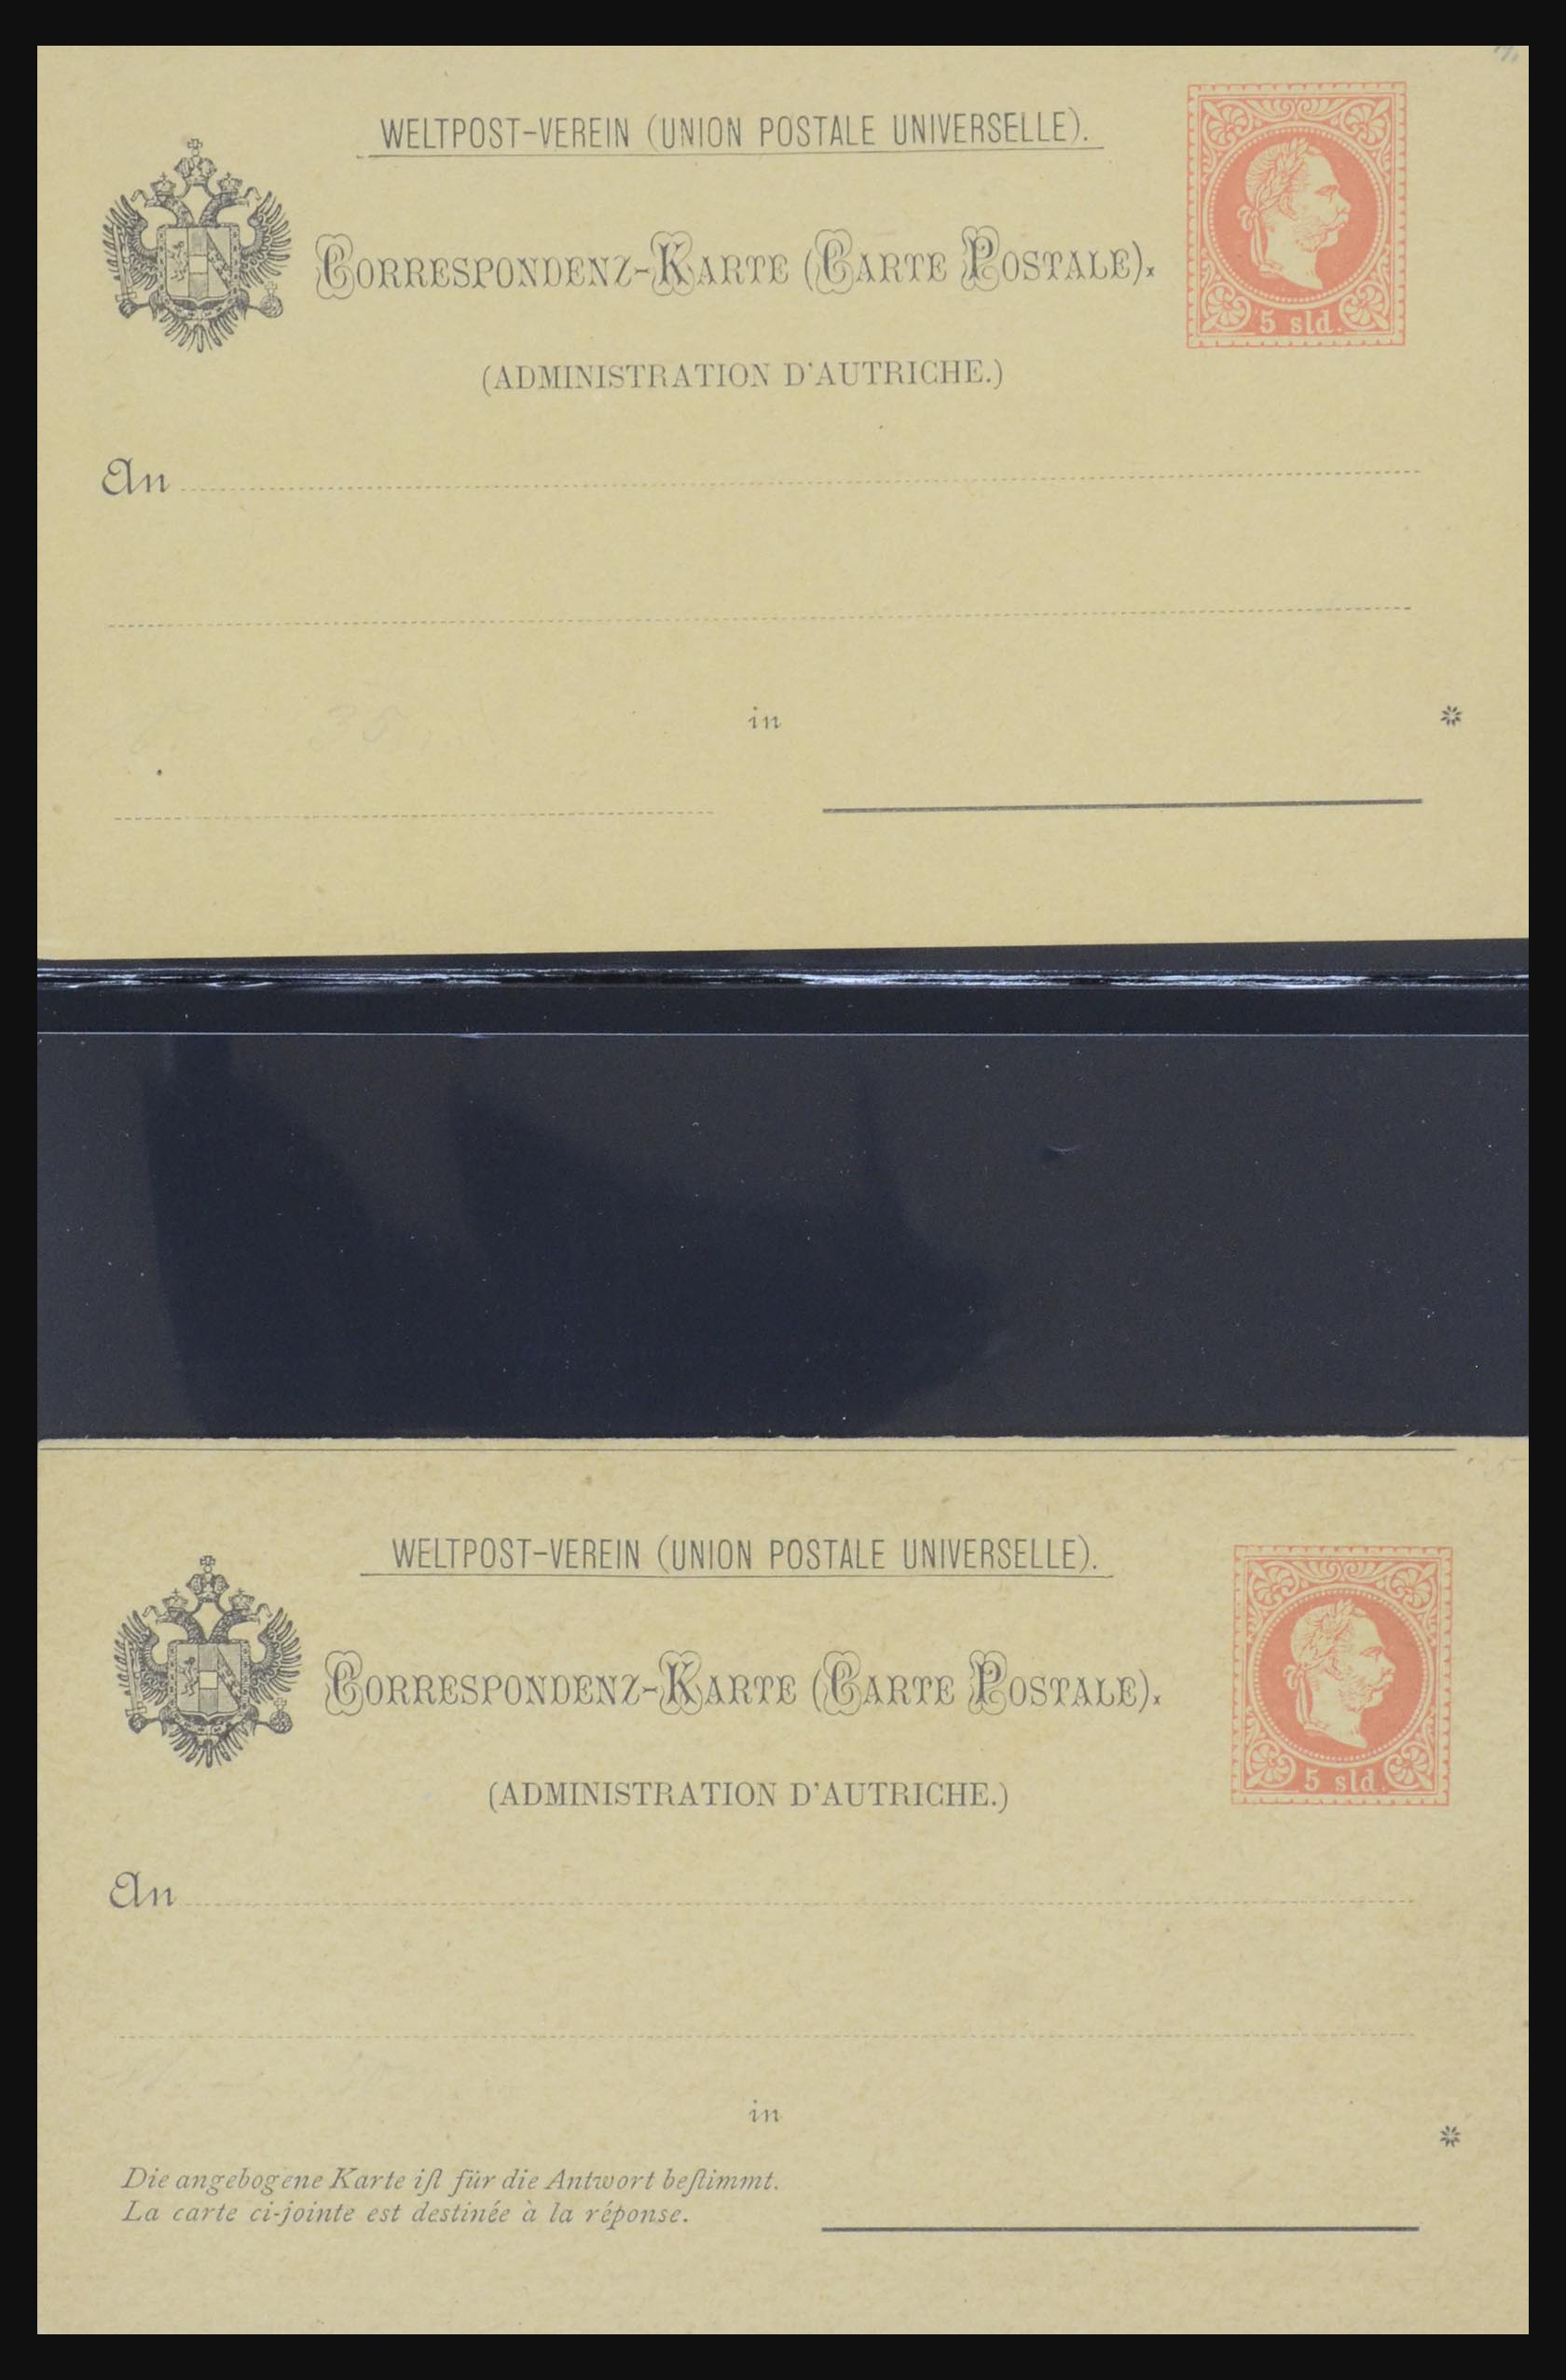 WELTPOST-VEREIN (UNION POSTALE UNIVERSELLE).
CORRESPONDENZ-KARTE (CARTE POSTALE).
5 sld.
(ADMINISTRATION D'AUTRICHE.)
An
in
WELTPOST-VEREIN (UNION POSTALE UNIVERSELLE).
CORRESPONDENZ-KARTE (CARTE POSTALE).
5 sld.
(ADMINISTRATION D'AUTRICHE.)
An
in
Die angebogene Karte iſt für die Antwort beſtimmt.
La carte ci-jointe est destinée à la réponse.